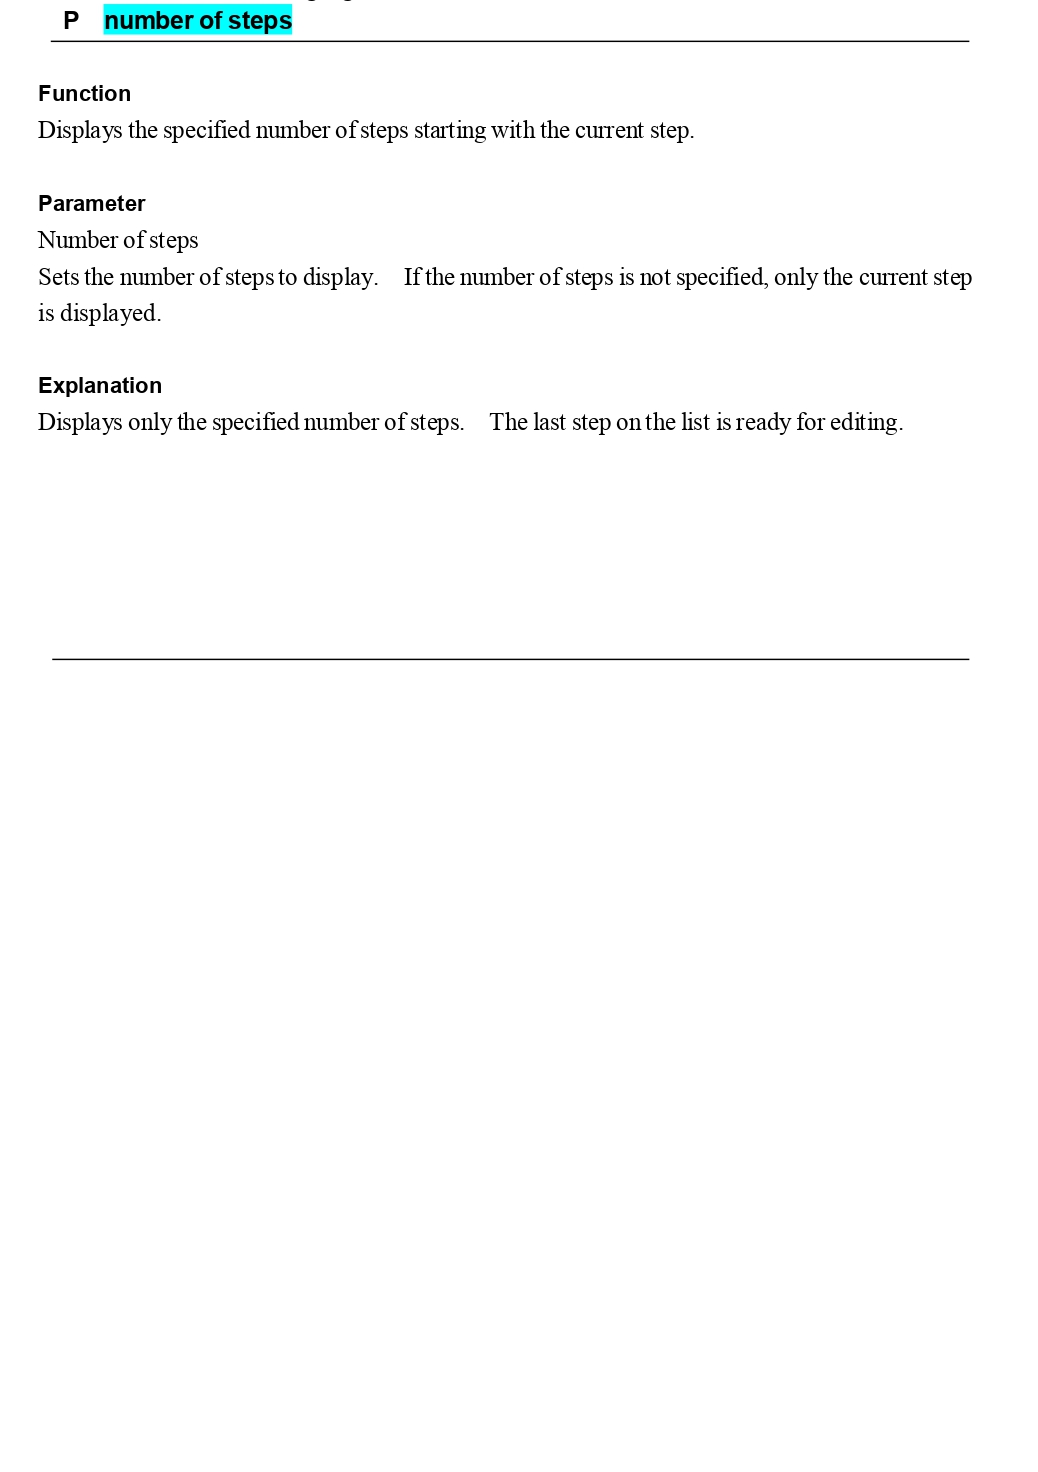 P number of steps
Function
Displays the specified number of steps starting with the current step.
Parameter
Number of steps
Sets the number of steps to display. If the number of steps is not specified, only the current step
is displayed.
Explanation
Displays only the specified number of steps. The last step on the list is ready for editing.